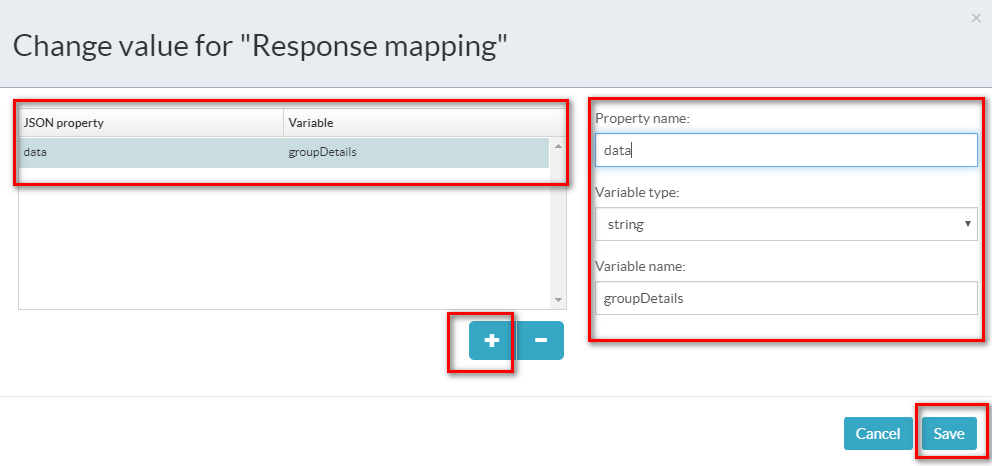 ×
Change value for "Response mapping"
JSON property Variable
data groupDetails
Property name:
data
Variable type:
string
Variable name:
groupDetails
+ −
Cancel Save